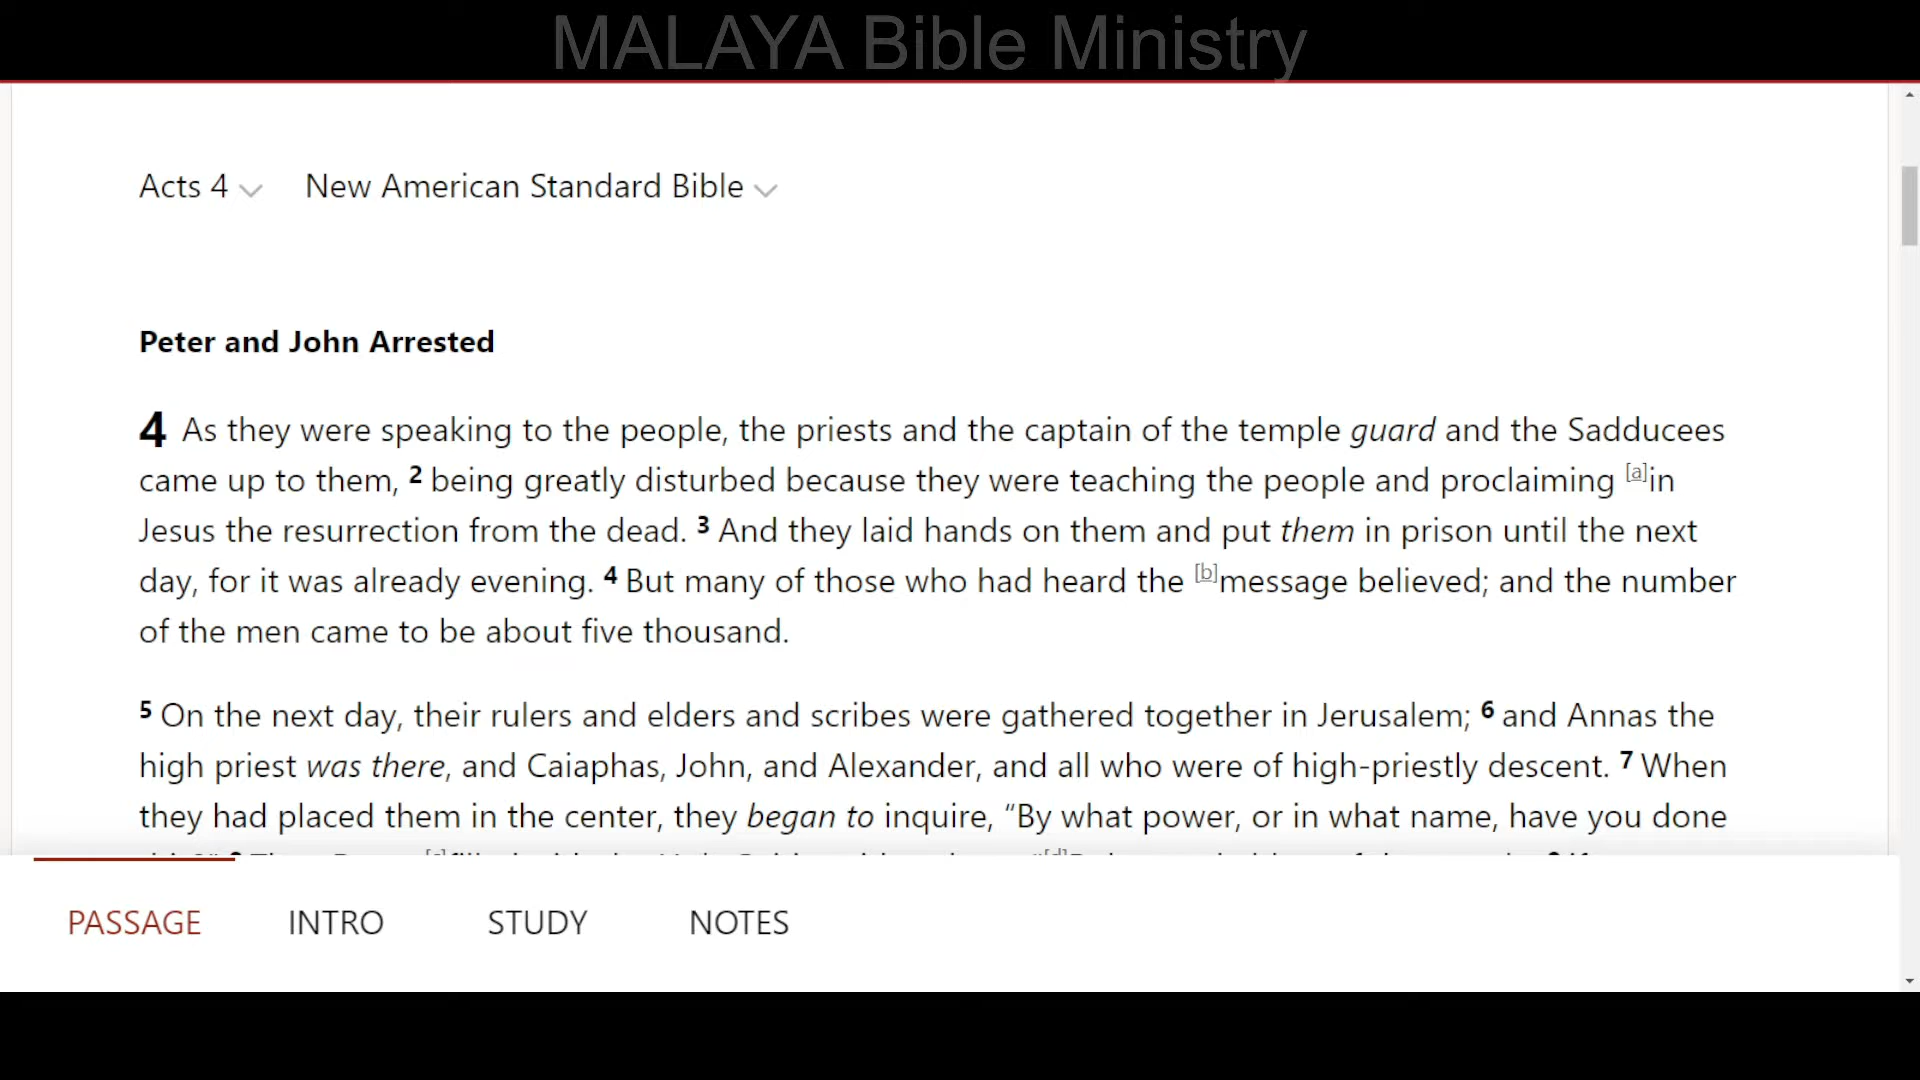 MALAYA Bible Ministry
Acts 4 New American Standard Bible
Peter and John Arrested
4 As they were speaking to the people, the priests and the captain of the temple guard and the Sadducees
came up to them, 2 being greatly disturbed because they were teaching the people and proclaiming [a]in
Jesus the resurrection from the dead. 3 And they laid hands on them and put them in prison until the next
day, for it was already evening. 4 But many of those who had heard the [b]message believed; and the number
of the men came to be about five thousand.
5 On the next day, their rulers and elders and scribes were gathered together in Jerusalem; 6 and Annas the
high priest was there, and Caiaphas, John, and Alexander, and all who were of high-priestly descent. 7 When
they had placed them in the center, they began to inquire, “By what power, or in what name, have you done
PASSAGE INTRO STUDY NOTES